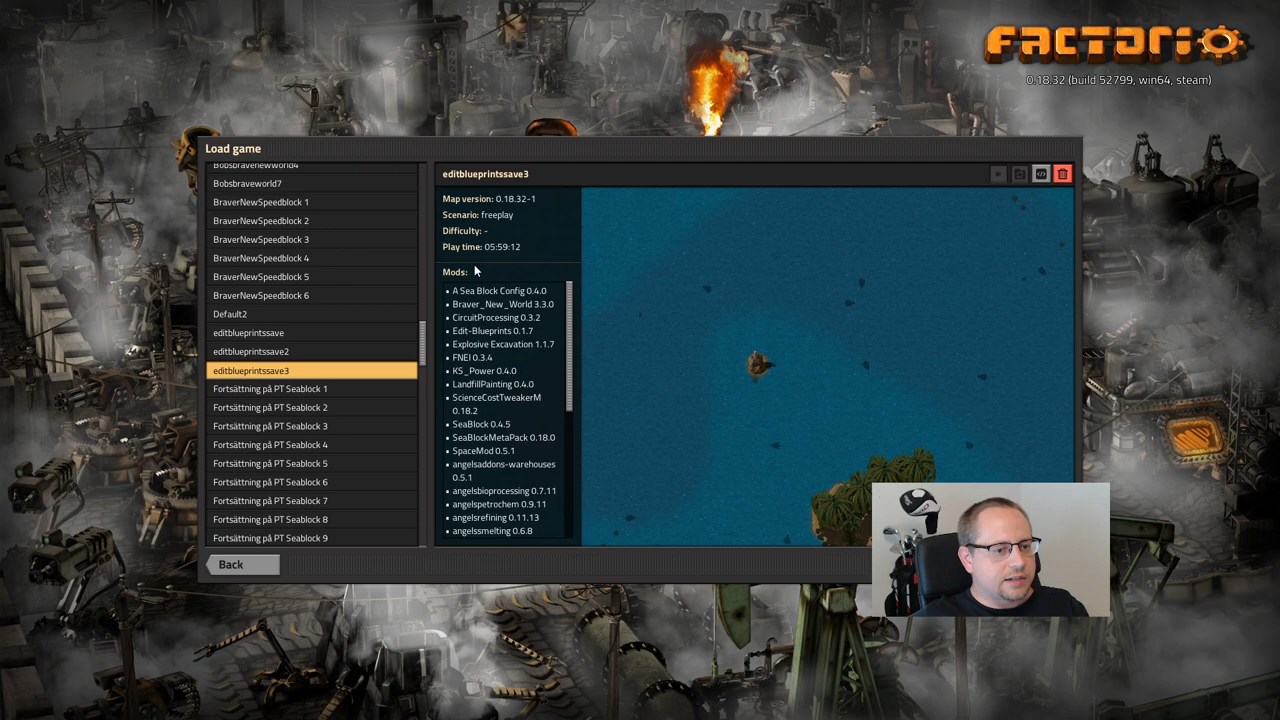 FACTORIO
0.18.32 (build 52799, win64, steam)
Load game
Bobsbravenewworld4
Bobsbraveworld7
BraverNewSpeedblock 1
BraverNewSpeedblock 2
BraverNewSpeedblock 3
BraverNewSpeedblock 4
BraverNewSpeedblock 5
BraverNewSpeedblock 6
Default2
editblueprintssave
editblueprintssave2
editblueprintssave3
Fortsättning på PT Seablock 1
Fortsättning på PT Seablock 2
Fortsättning på PT Seablock 3
Fortsättning på PT Seablock 4
Fortsättning på PT Seablock 5
Fortsättning på PT Seablock 6
Fortsättning på PT Seablock 7
Fortsättning på PT Seablock 8
Fortsättning på PT Seablock 9
editblueprintssave3
Map version: 0.18.32-1
Scenario: freeplay
Difficulty: -
Play time: 05:59:12
Mods:
• A Sea Block Config 0.4.0
• Braver_New_World 3.3.0
• CircuitProcessing 0.3.2
• Edit-Blueprints 0.1.7
• Explosive Excavation 1.1.7
• FNEI 0.3.4
• KS_Power 0.4.0
• LandfillPainting 0.4.0
• ScienceCostTweakerM
0.18.2
• SeaBlock 0.4.5
• SeaBlockMetaPack 0.18.0
• SpaceMod 0.5.1
• angelsaddons-warehouses
0.5.1
• angelsbioprocessing 0.7.11
• angelspetrochem 0.9.11
• angelsrefining 0.11.13
• angelssmelting 0.6.8
Back